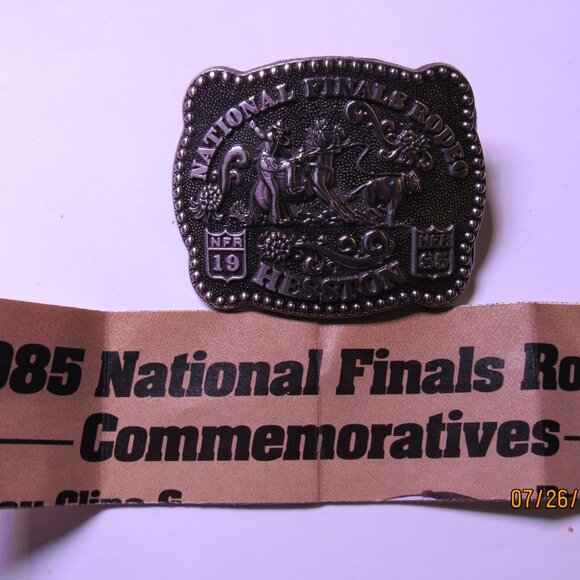 NATIONAL FINALS RODEO
NFR
19
NFR
85
HESSTON
985 National Finals Ro
Commemoratives
07/26/